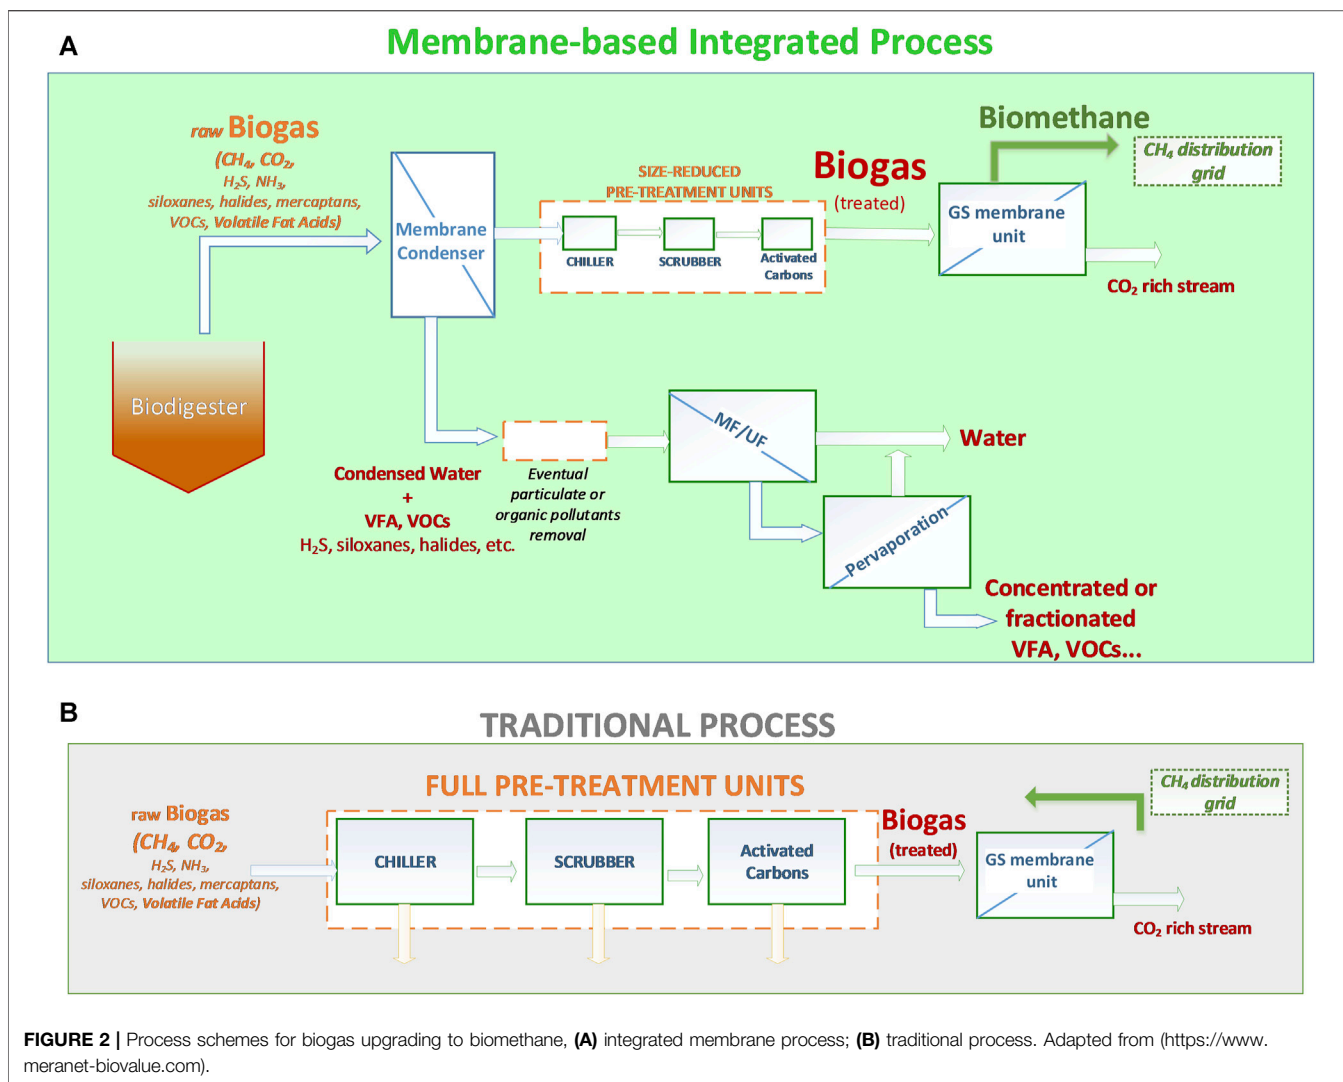 A
Membrane-based Integrated Process
raw Biogas
(CH₄, CO₂,
H₂S, NH₃,
siloxanes, halides, mercaptans,
VOCs, Volatile Fat Acids)
Biodigester
Membrane
Condenser
SIZE-REDUCED
PRE-TREATMENT UNITS
CHILLER
SCRUBBER
Activated
Carbons
Biogas
(treated)
Biomethane
CH₄ distribution
grid
GS membrane
unit
CO₂ rich stream
Condensed Water
+
VFA, VOCs
H₂S, siloxanes, halides, etc.
Eventual
particulate or
organic pollutants
removal
MF/UF
Water
Pervaporation
Concentrated or
fractionated
VFA, VOCs...
B
TRADITIONAL PROCESS
FULL PRE-TREATMENT UNITS
raw Biogas
(CH₄, CO₂,
H₂S, NH₃,
siloxanes, halides, mercaptans,
VOCs, Volatile Fat Acids)
CHILLER
SCRUBBER
Activated
Carbons
Biogas
(treated)
CH₄ distribution
grid
GS membrane
unit
CO₂ rich stream
FIGURE 2 | Process schemes for biogas upgrading to biomethane, (A) integrated membrane process; (B) traditional process. Adapted from (https://www.
meranet-biovalue.com).